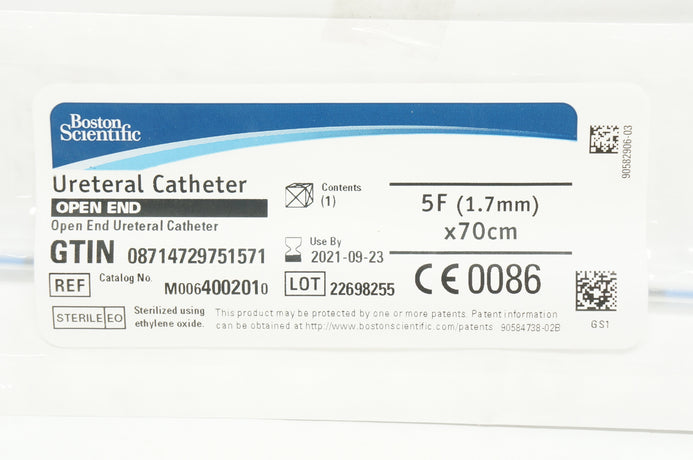 Boston
Scientific
90582906-03
Ureteral Catheter
OPEN END
Open End Ureteral Catheter
GTIN 08714729751571
REF Catalog No. M0064002010
STERILE EO Sterilized using
ethylene oxide.
Contents
(1)
Use By
2021-09-23
LOT 22698255
5F (1.7mm)
x70cm
CE 0086
This product may be protected by one or more patents. Patent information
can be obtained at http://www.bostonscientific.com/patents 90584738-02B
GS1